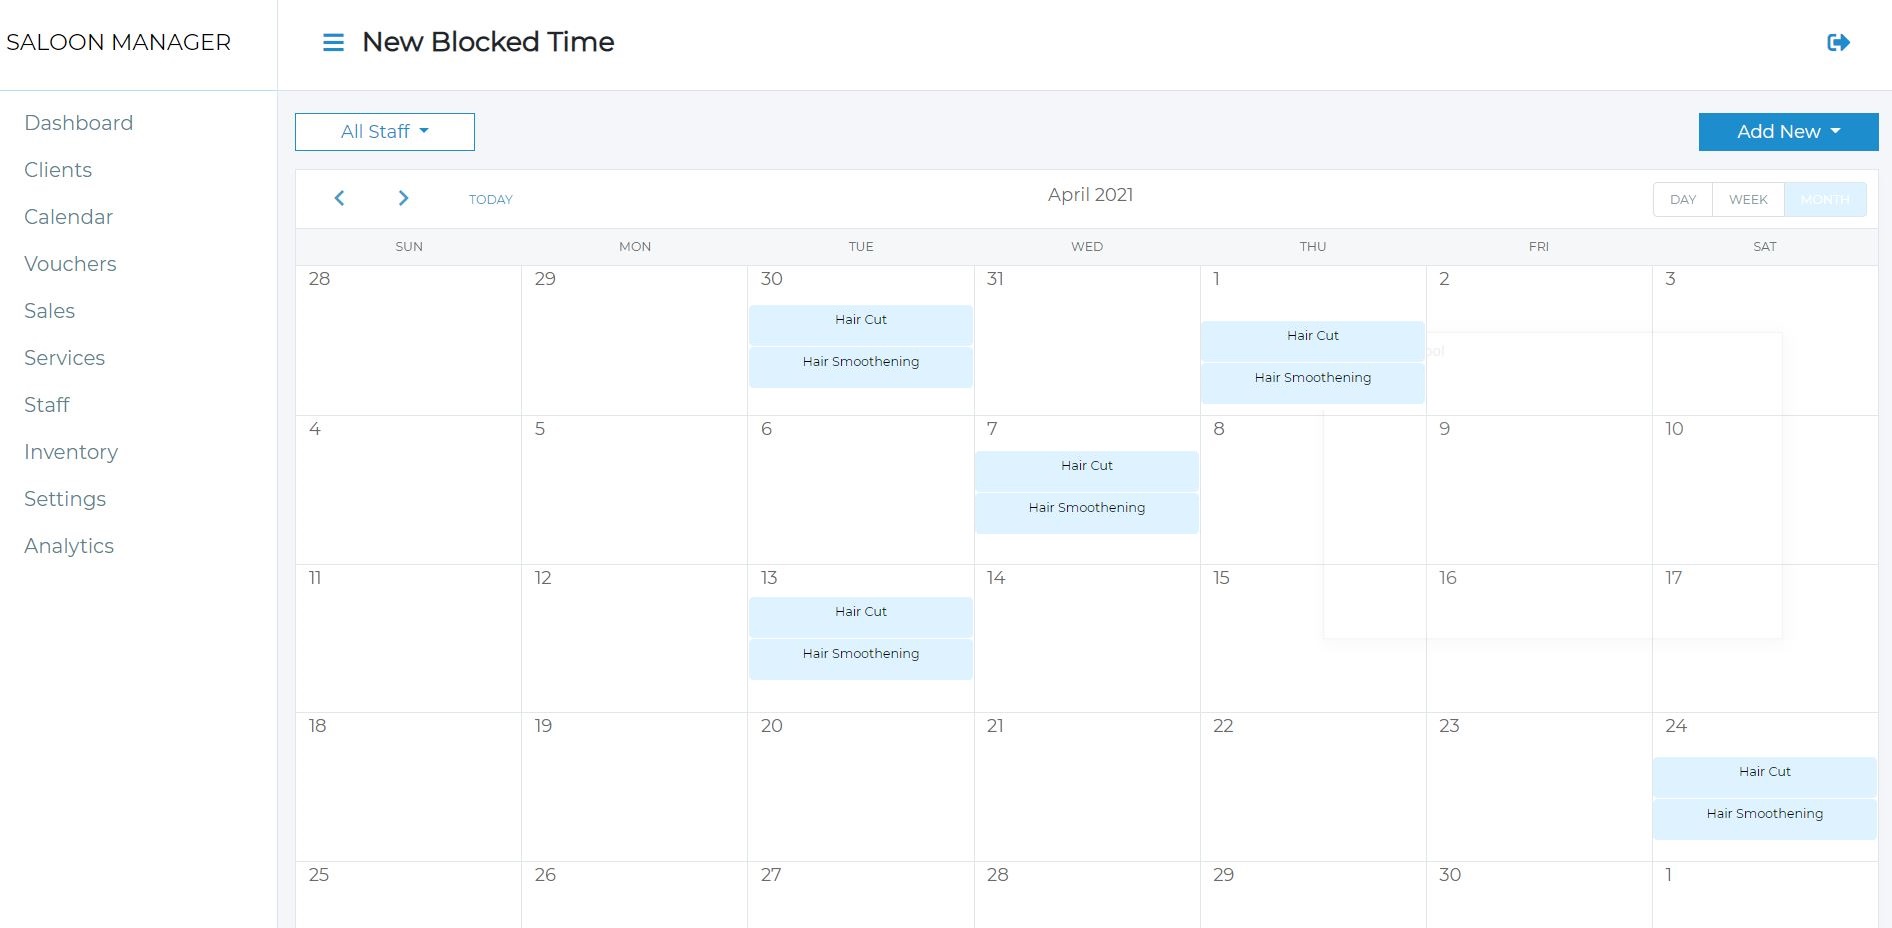 SALOON MANAGER
New Blocked Time
Dashboard
Clients
Calendar
Vouchers
Sales
Services
Staff
Inventory
Settings
Analytics
All Staff
Add New
TODAY
April 2021
DAY WEEK MONTH
SUN MON TUE WED THU FRI SAT
28 29 30 31 1 2 3
Hair Cut
Hair Smoothening
Hair Cut
Hair Smoothening
4 5 6 7 8 9 10
Hair Cut
Hair Smoothening
11 12 13 14 15 16 17
Hair Cut
Hair Smoothening
18 19 20 21 22 23 24
Hair Cut
Hair Smoothening
25 26 27 28 29 30 1